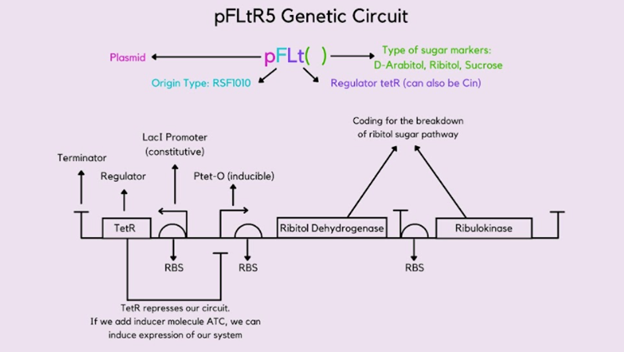 pFLtR5 Genetic Circuit
Plasmid
pFLt( )
Type of sugar markers:
D-Arabitol, Ribitol, Sucrose
Origin Type: RSF1010
Regulator tetR (can also be Cin)
Coding for the breakdown
of ribitol sugar pathway
LacI Promoter
(constitutive)
Terminator
Regulator
Ptet-O (inducible)
TetR
Ribitol Dehydrogenase
Ribulokinase
RBS
RBS
RBS
TetR represses our circuit.
If we add inducer molecule ATC, we can
induce expression of our system